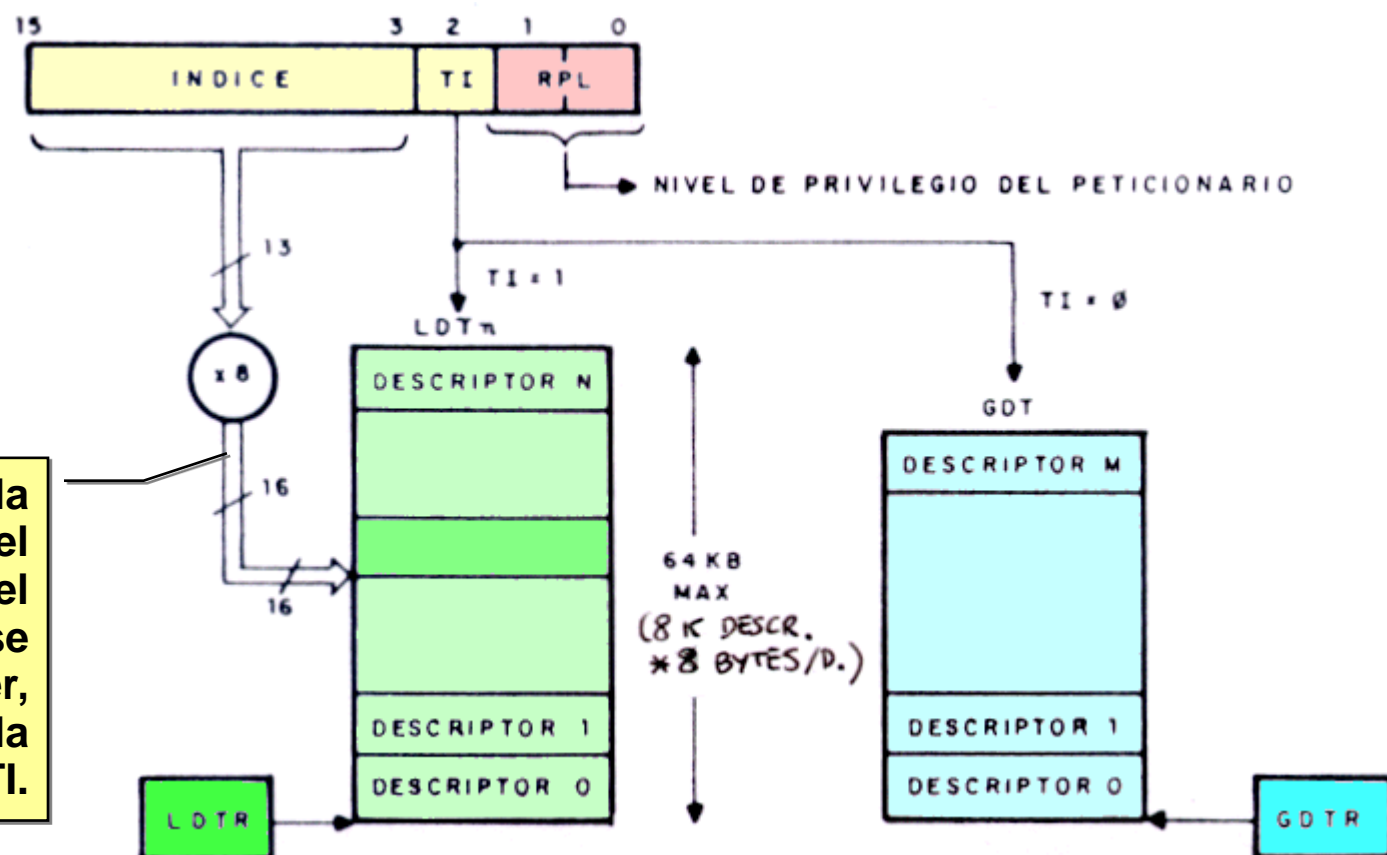 15 3 2 1 0
INDICE TI RPL
NIVEL DE PRIVILEGIO DEL PETICIONARIO
13
TI = 1
TI = Ø
LDTn
x 8
DESCRIPTOR N
GDT
DESCRIPTOR M
la
el
el
se
er,
la
TI.
16
16
64 KB
MAX
(8 K DESCR.
* 8 BYTES/D.)
DESCRIPTOR 1
DESCRIPTOR 0
DESCRIPTOR 1
DESCRIPTOR 0
LDTR
GDTR